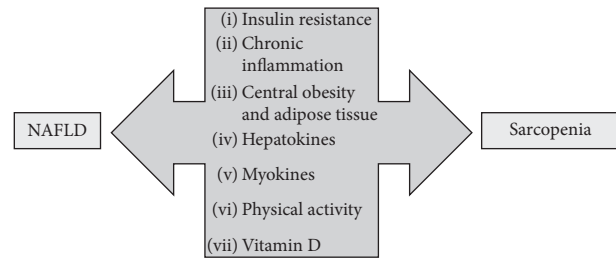 (i) Insulin resistance
(ii) Chronic
inflammation
(iii) Central obesity
and adipose tissue
NAFLD
Sarcopenia
(iv) Hepatokines
(v) Myokines
(vi) Physical activity
(vii) Vitamin D